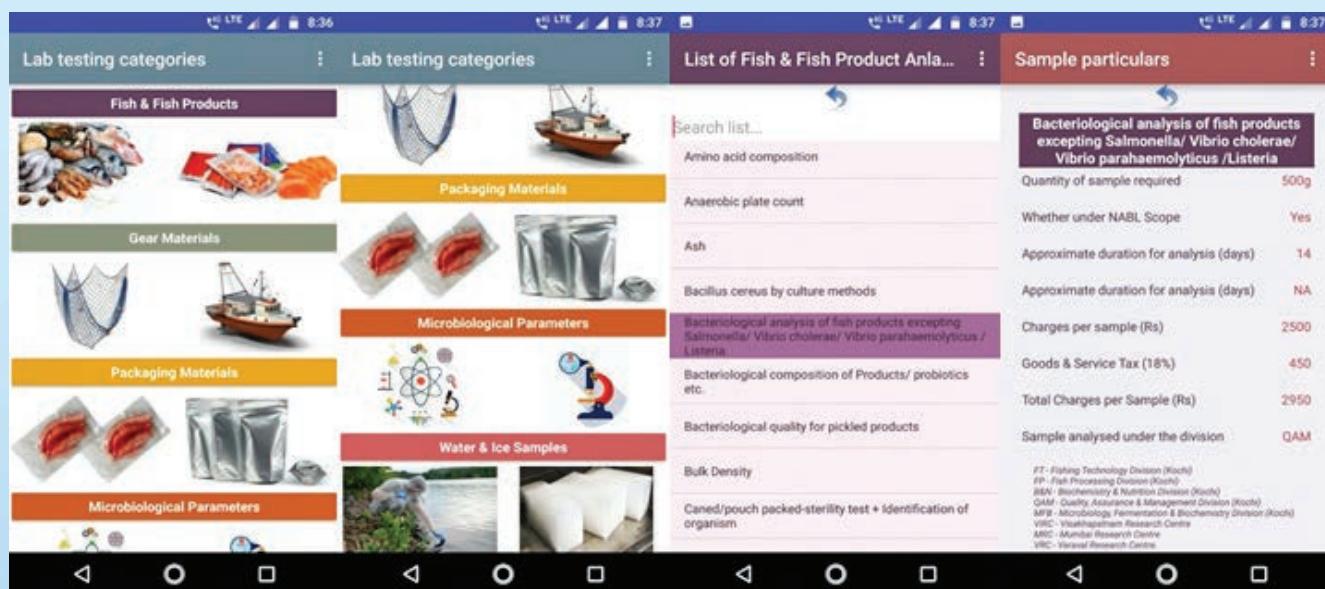 LTE 8:36
Lab testing categories
Fish & Fish Products
Gear Materials
Packaging Materials
Microbiological Parameters
LTE 8:37
Lab testing categories
Packaging Materials
Microbiological Parameters
Water & Ice Samples
LTE 8:37
List of Fish & Fish Product Anla...
Search list...
Amino acid composition
Anaerobic plate count
Ash
Bacillus cereus by culture methods
Bacteriological analysis of fish products excepting
Salmonella/ Vibrio cholerae/ Vibrio parahaemolyticus /
Listeria
Bacteriological composition of Products/ probiotics
etc.
Bacteriological quality for pickled products
Bulk Density
Caned/pouch packed-sterility test + Identification of
organism
LTE 8:37
Sample particulars
Bacteriological analysis of fish products
excepting Salmonella/ Vibrio cholerae/
Vibrio parahaemolyticus /Listeria
Quantity of sample required 500g
Whether under NABL Scope Yes
Approximate duration for analysis (days) 14
Approximate duration for analysis (days) NA
Charges per sample (Rs) 2500
Goods & Service Tax (18%) 450
Total Charges per Sample (Rs) 2950
Sample analysed under the division QAM
FT - Fishing Technology Division (Kochi)
FP - Fish Processing Division (Kochi)
B&N - Biochemistry & Nutrition Division (Kochi)
QAM - Quality, Assurance & Management Division (Kochi)
MFB - Microbiology, Fermentation & Biochemistry Division (Kochi)
VIRC - Visakhapatnam Research Centre
MRC - Mumbai Research Centre
VRC - Veraval Research Centre